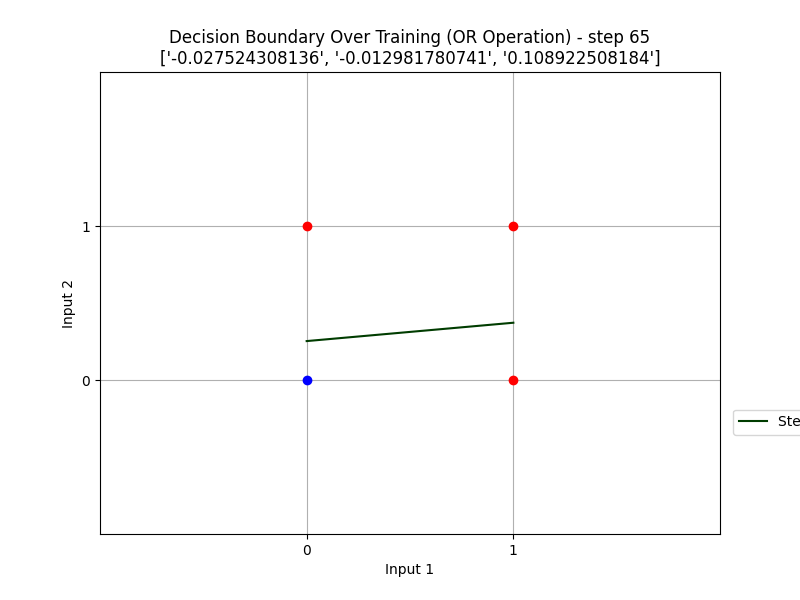 Decision Boundary Over Training (OR Operation) - step 65
['-0.027524308136', '-0.012981780741', '0.108922508184']
1
Input 2
0
Ste
0
1
Input 1